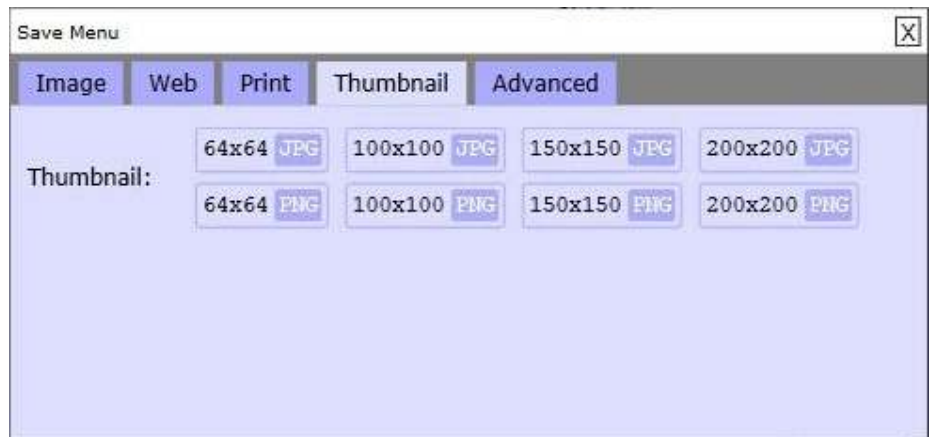 Save Menu X
Image Web Print Thumbnail Advanced
64x64 JPG 100x100 JPG 150x150 JPG 200x200 JPG
Thumbnail:
64x64 PNG 100x100 PNG 150x150 PNG 200x200 PNG